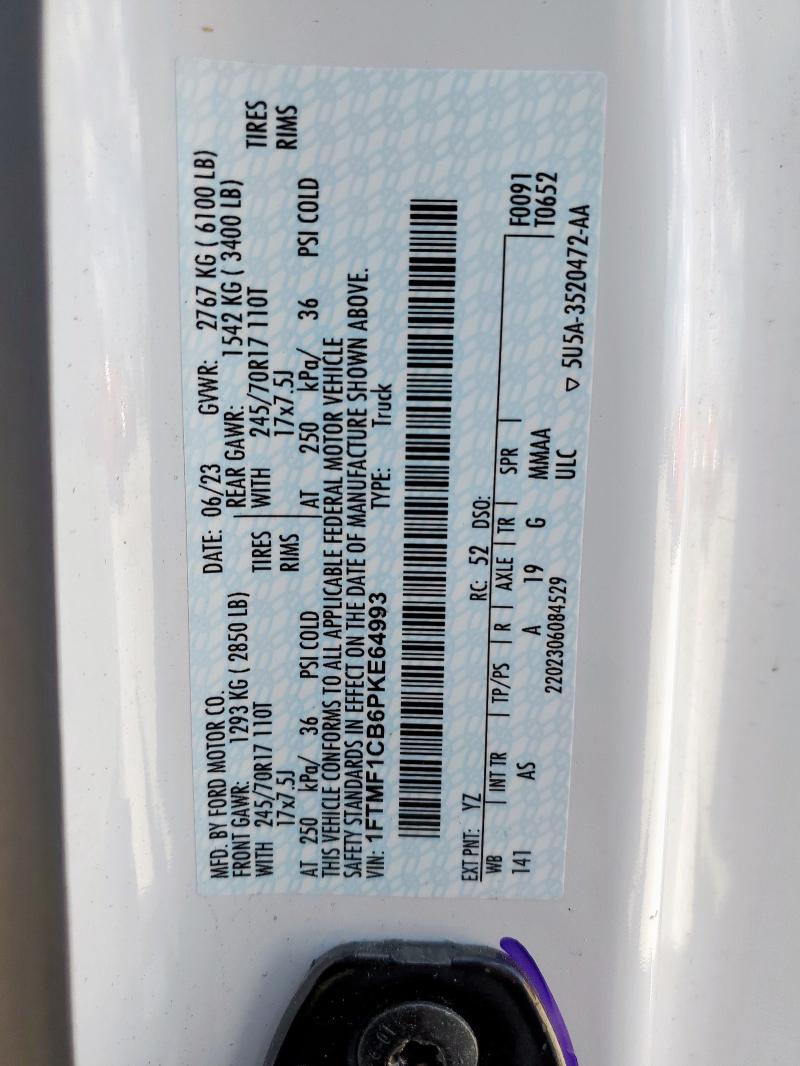 MFD. BY FORD MOTOR CO.
DATE: 06/23 GVWR: 2767 KG ( 6100 LB)
FRONT GAWR: 1293 KG ( 2850 LB)
REAR GAWR: 1542 KG ( 3400 LB)
WITH 245/70R17 110T TIRES
WITH 245/70R17 110T TIRES
17x7.5J RIMS
17x7.5J RIMS
AT 250 kPa/ 36 PSI COLD
AT 250 kPa/ 36 PSI COLD
THIS VEHICLE CONFORMS TO ALL APPLICABLE FEDERAL MOTOR VEHICLE
SAFETY STANDARDS IN EFFECT ON THE DATE OF MANUFACTURE SHOWN ABOVE.
VIN: 1FTMF1CB6PKE64993 TYPE: Truck
EXT PNT: YZ RC: 52 DSO:
WB INT TR TP/PS R AXLE TR SPR F0091
141 AS A 19 G MMAA T0652
2202306084529 ULC
▽ 5U5A-3520472-AA